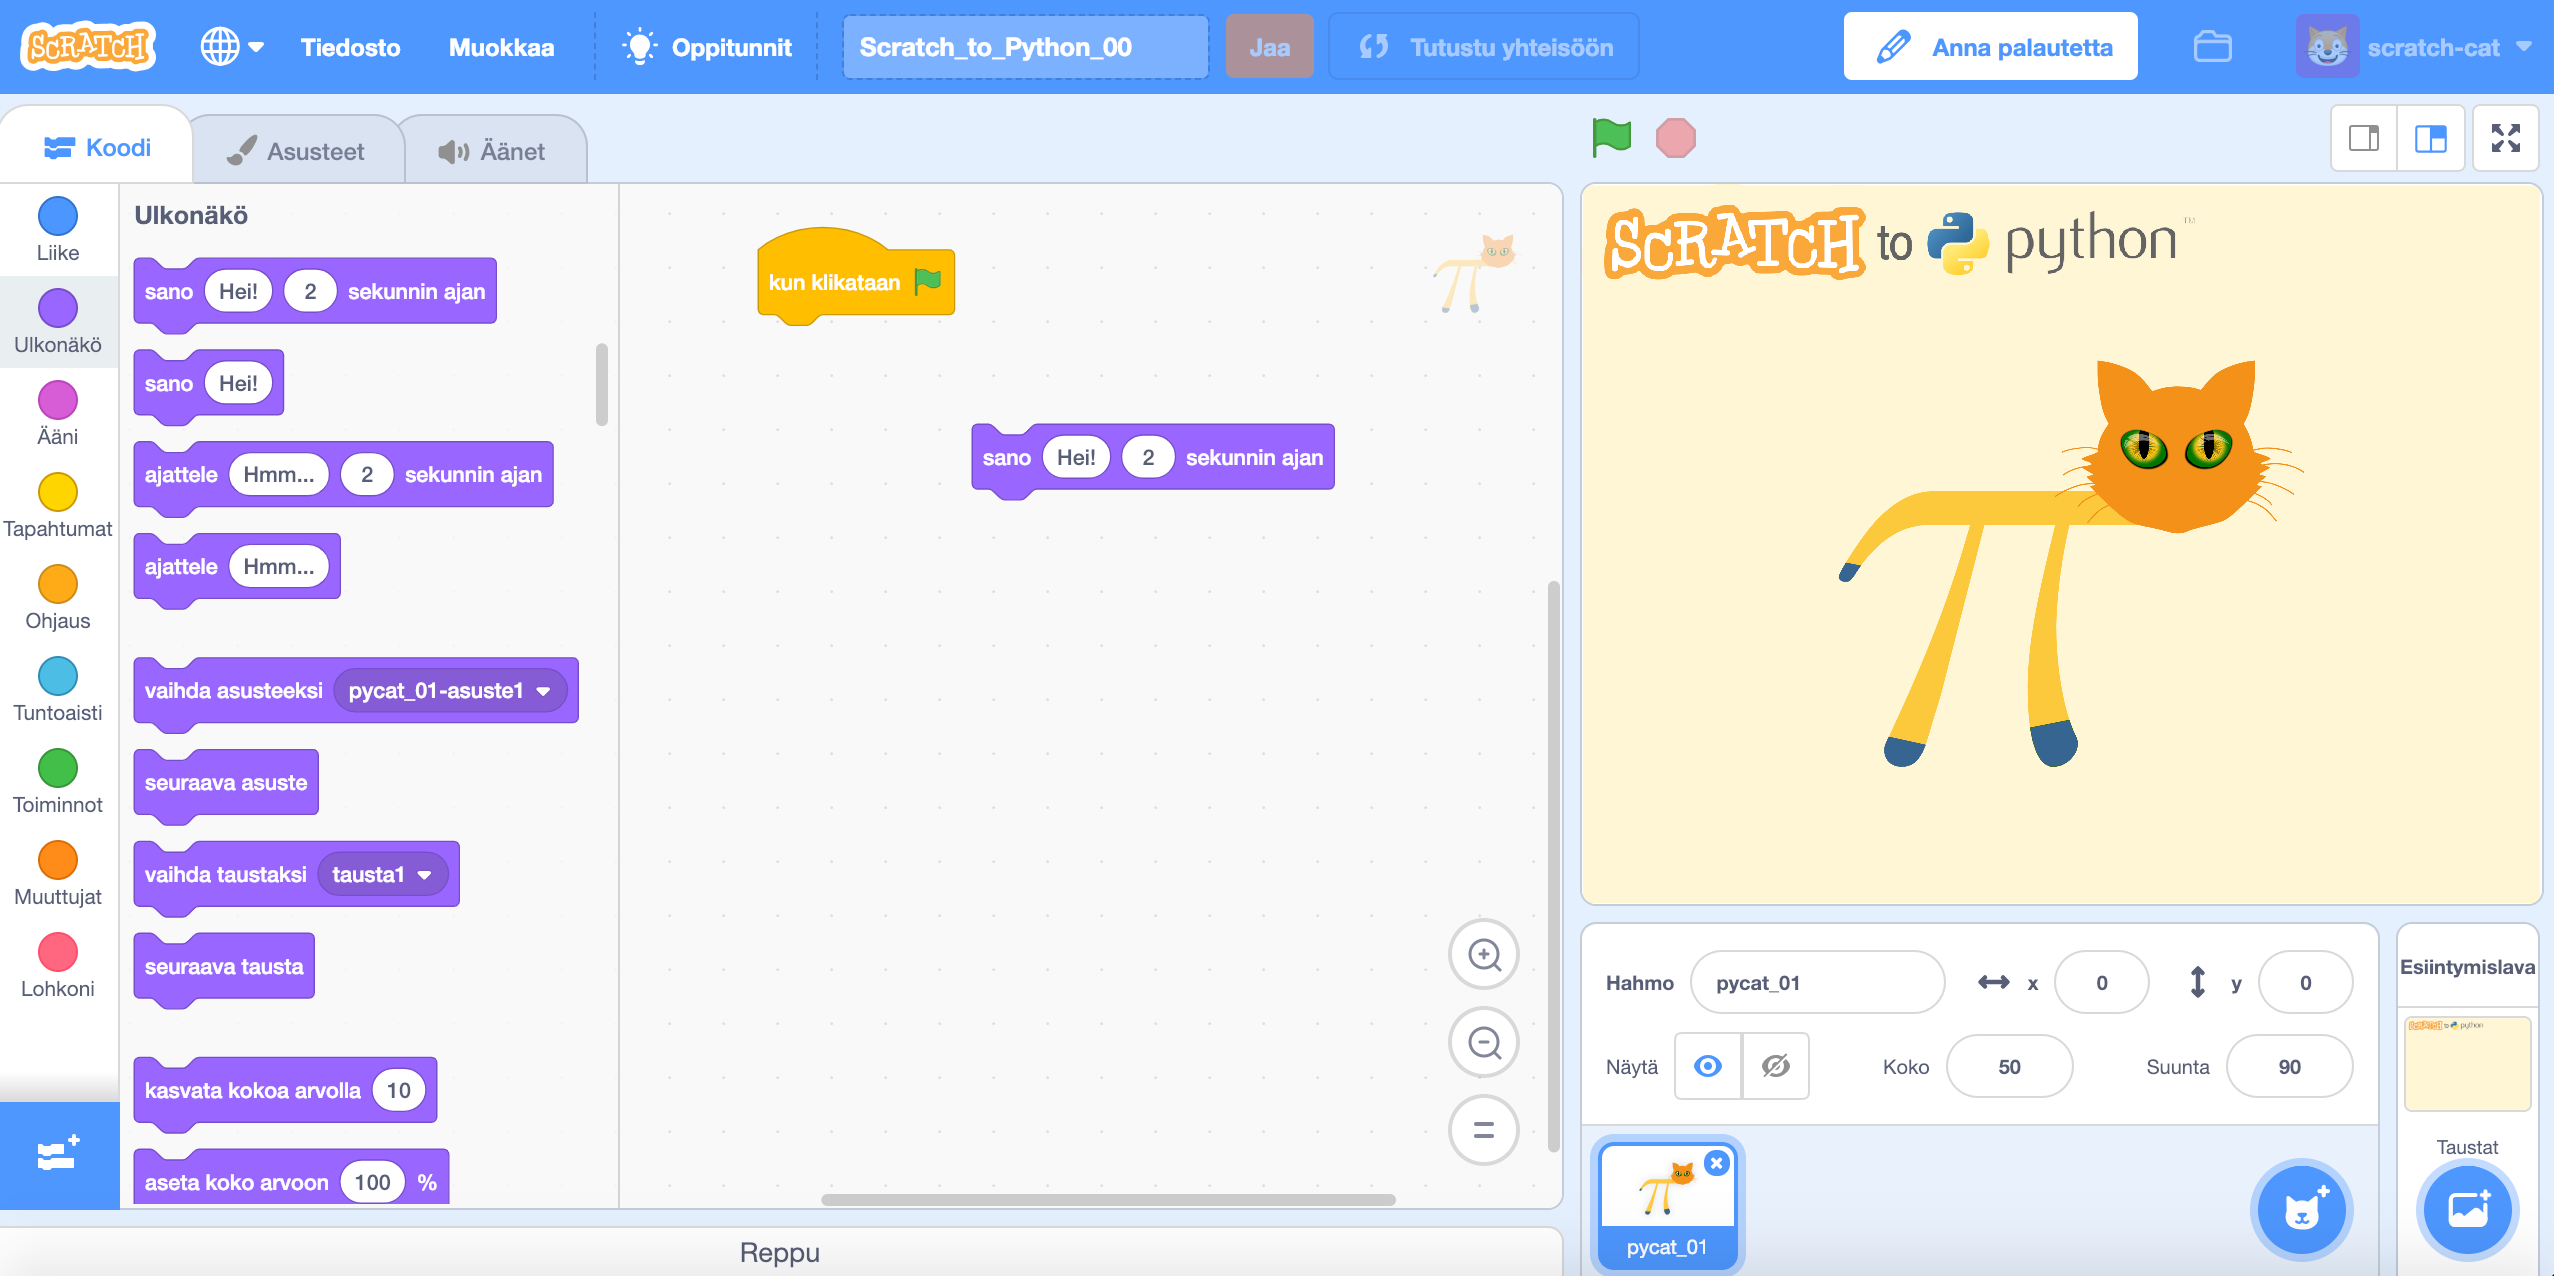 SCRATCH
Tiedosto
Muokkaa
Oppitunnit
Scratch_to_Python_00
Jaa
Tutustu yhteisöön
Anna palautetta
scratch-cat
Koodi
Asusteet
Äänet
Liike
Ulkonäkö
Ääni
Tapahtumat
Ohjaus
Tuntoaisti
Toiminnot
Muuttujat
Lohkoni
Ulkonäkö
sano Hei! 2 sekunnin ajan
sano Hei!
ajattele Hmm... 2 sekunnin ajan
ajattele Hmm...
vaihda asusteeksi pycat_01-asuste1
seuraava asuste
vaihda taustaksi tausta1
seuraava tausta
kasvata kokoa arvolla 10
aseta koko arvoon 100 %
kun klikataan
sano Hei! 2 sekunnin ajan
Reppu
SCRATCH to python™
Hahmo pycat_01 x 0 y 0
Näytä Koko 50 Suunta 90
pycat_01
Esiintymislava
SCRATCH to python
Taustat